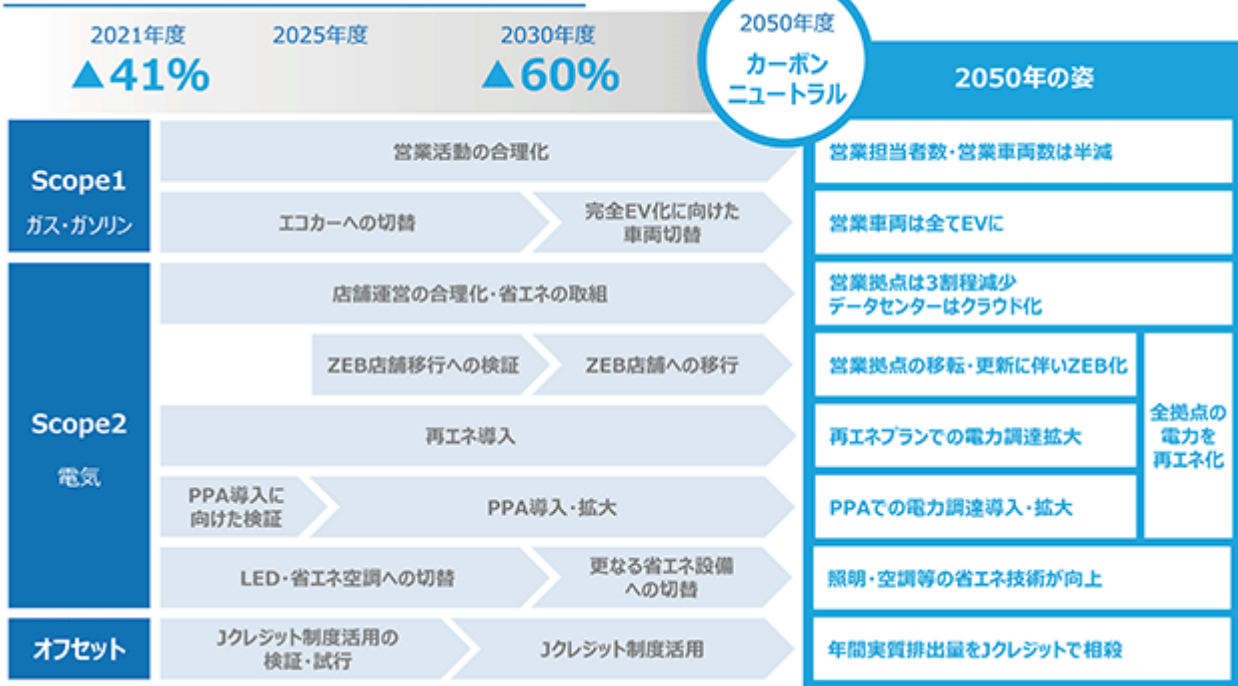 2021年度
2025年度
2030年度
2050年度
▲41%
▲60%
カーボン
ニュートラル
2050年の姿
Scope1
ガス・ガソリン
営業活動の合理化
営業担当者数・営業車両数は半減
エコカーへの切替
完全EV化に向けた
車両切替
営業車両は全てEVに
Scope2
電気
店舗運営の合理化・省エネの取組
営業拠点は3割程減少
データセンターはクラウド化
ZEB店舗移行への検証
ZEB店舗への移行
営業拠点の移転・更新に伴いZEB化
再エネ導入
再エネプランでの電力調達拡大
全拠点の
電力を
再エネ化
PPA導入に
向けた検証
PPA導入・拡大
PPAでの電力調達導入・拡大
LED・省エネ空調への切替
更なる省エネ設備
への切替
照明・空調等の省エネ技術が向上
オフセット
Jクレジット制度活用の
検証・試行
Jクレジット制度活用
年間実質排出量をJクレジットで相殺